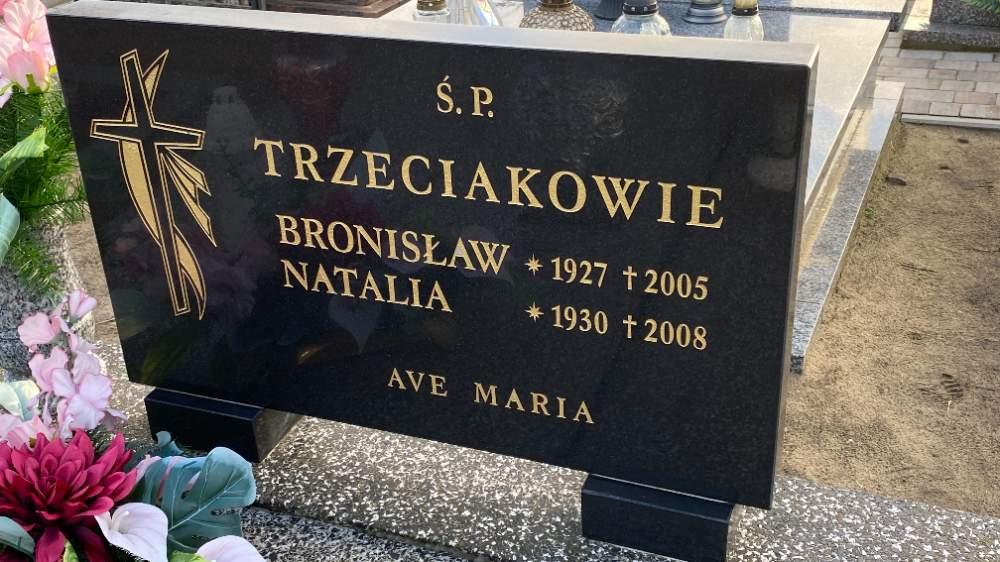 Ś.P.
TRZECIAKOWIE
BRONISŁAW * 1927 † 2005
NATALIA * 1930 † 2008
AVE MARIA